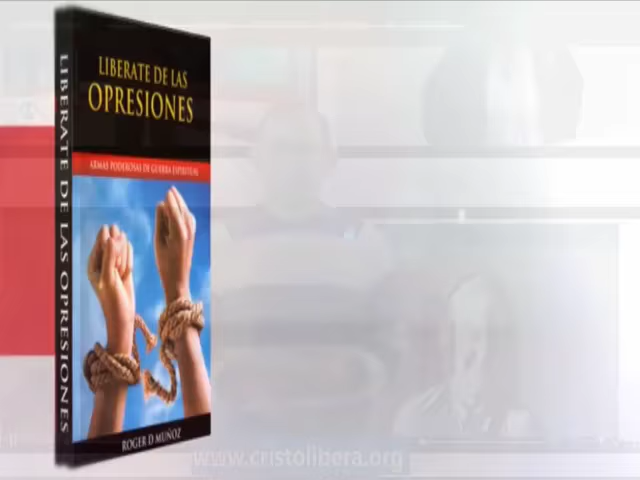 LIBERATE DE LAS OPRESIONES
LIBERATE DE LAS
OPRESIONES
ARMAS PODEROSAS DE GUERRA ESPIRITUAL
ROGER D MUÑOZ
www.cristolibera.org